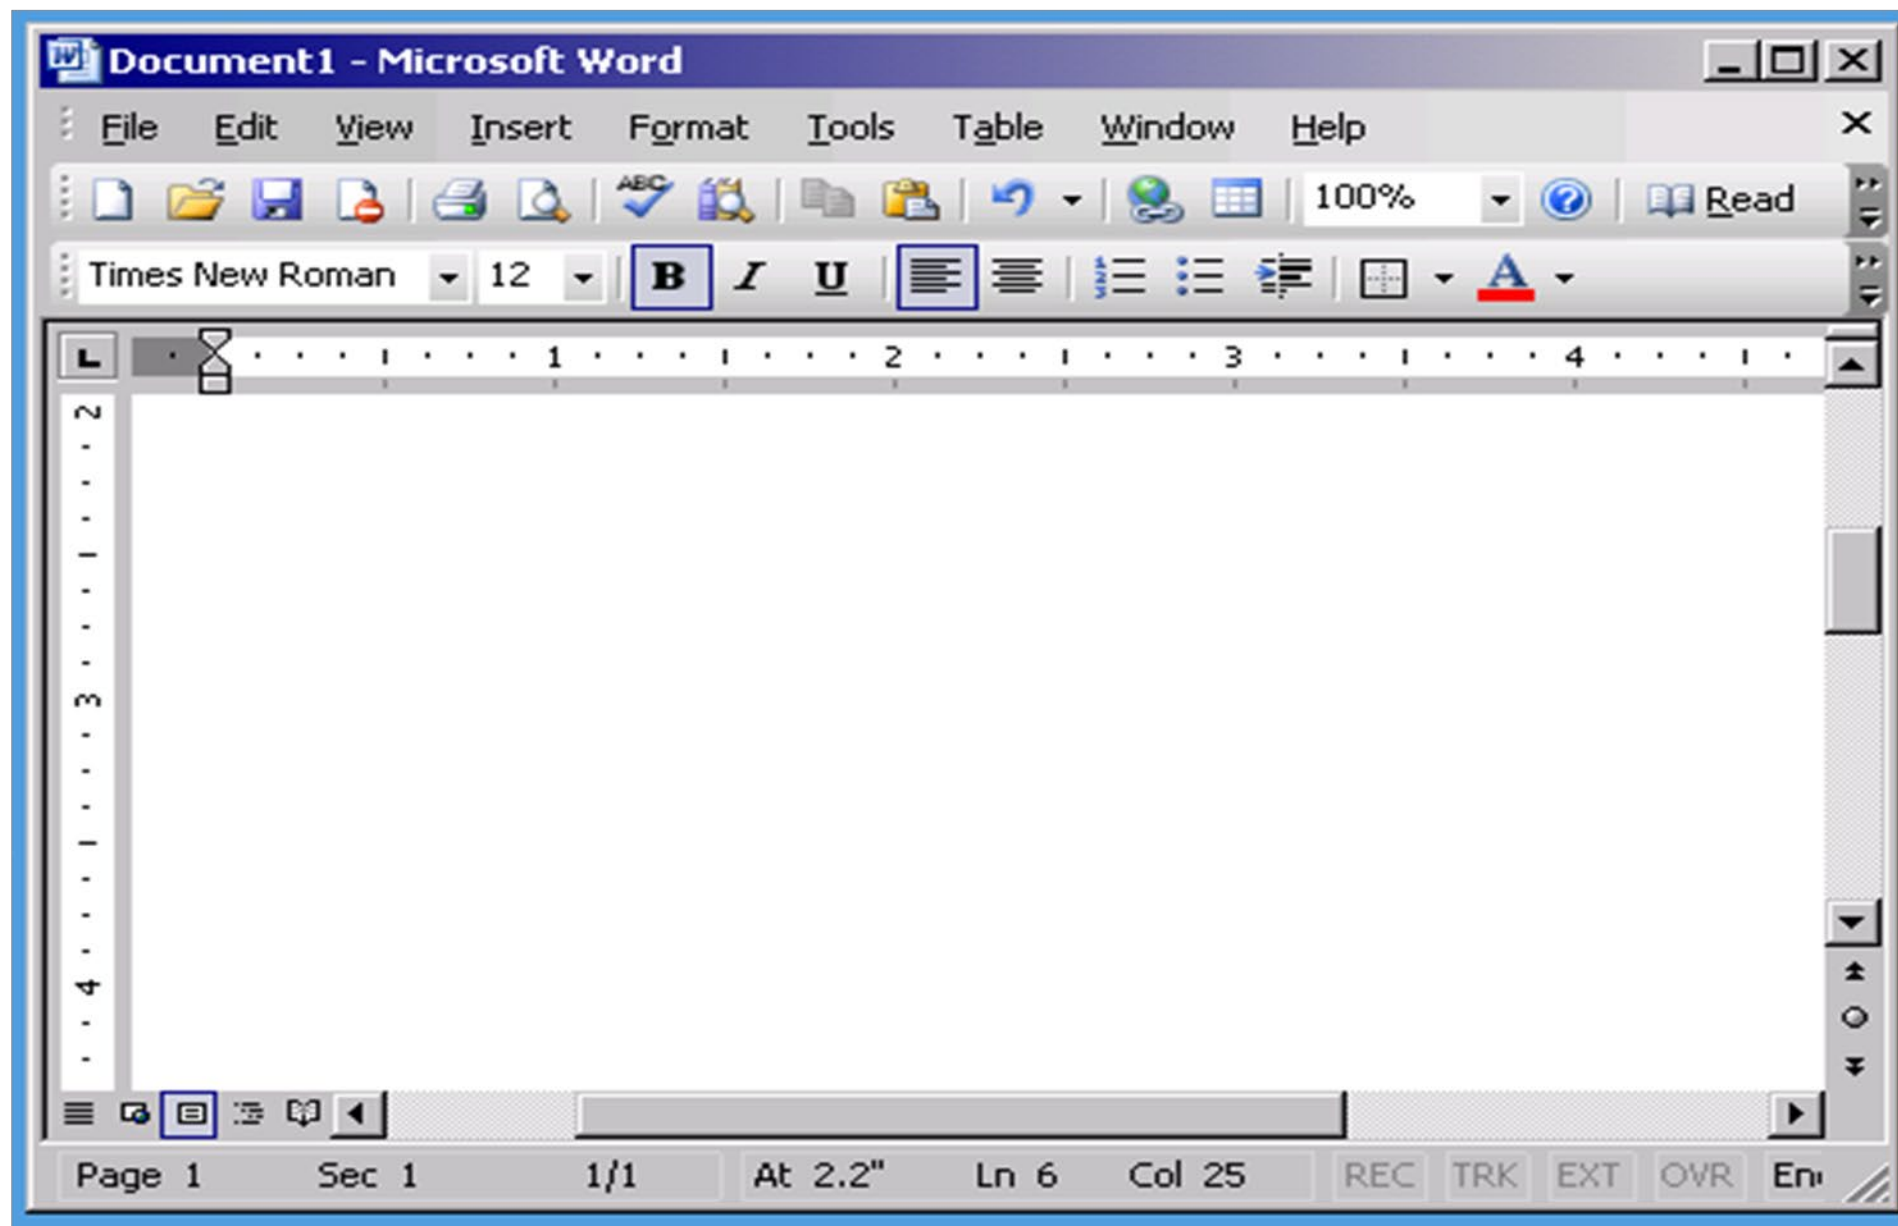 Document1 - Microsoft Word
File Edit View Insert Format Tools Table Window Help
ABC 100% Read
Times New Roman 12 B I U A
L 1 2 3 4
2
3
4
Page 1 Sec 1 1/1 At 2.2" Ln 6 Col 25 REC TRK EXT OVR